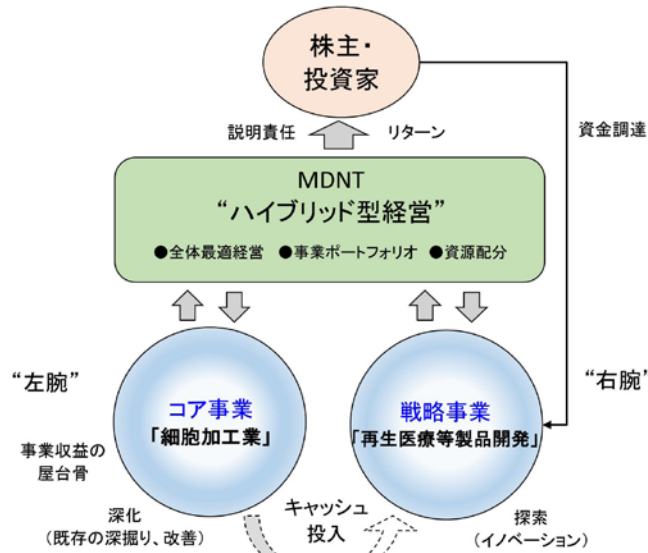 株主・
投資家
説明責任
リターン
資金調達
MDNT
“ハイブリッド型経営”
●全体最適経営 ●事業ポートフォリオ ●資源配分
“左腕”
“右腕”
コア事業
「細胞加工業」
戦略事業
「再生医療等製品開発」
事業収益の
屋台骨
キャッシュ
投入
深化
（既存の深掘り、改善）
探索
（イノベーション）